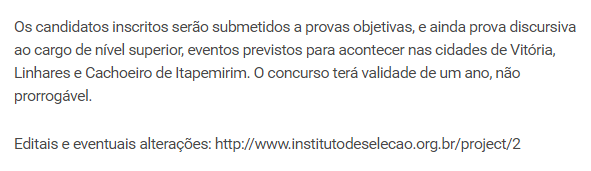 Os candidatos inscritos serão submetidos a provas objetivas, e ainda prova discursiva
ao cargo de nível superior, eventos previstos para acontecer nas cidades de Vitória,
Linhares e Cachoeiro de Itapemirim. O concurso terá validade de um ano, não
prorrogável.
Editais e eventuais alterações: http://www.institutodeselecao.org.br/project/2